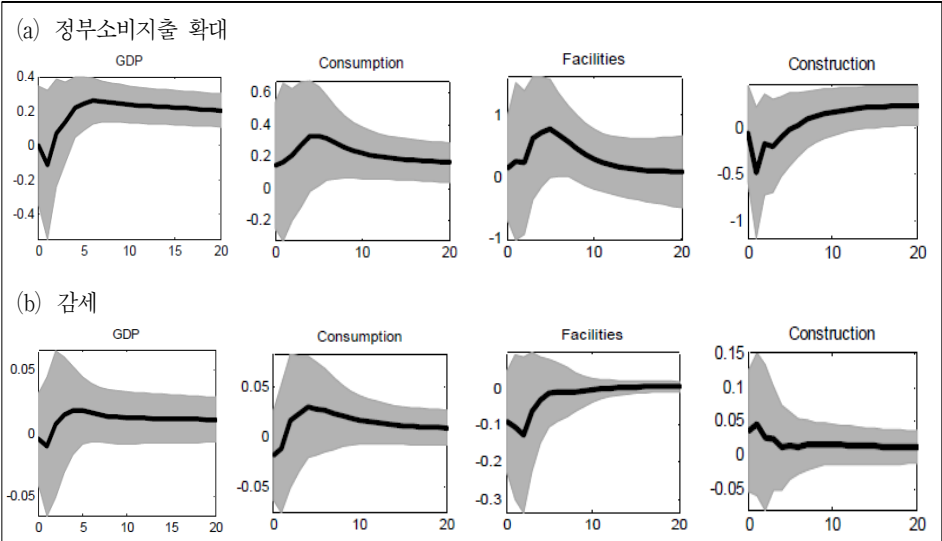 (a) 정부소비지출 확대
GDP
Consumption
Facilities
Construction
0.4
0.2
0
-0.2
-0.4
0 5 10 15 20
0.6
0.4
0.2
0
-0.2
0 10 20
1
0
-1
0 10 20
0
-0.5
-1
0 10 20
(b) 감세
GDP
Consumption
Facilities
Construction
0.05
0
-0.05
0 5 10 15 20
0.05
0
-0.05
0 10 20
0
-0.1
-0.2
-0.3
0 10 20
0.15
0.1
0.05
0
-0.05
0 10 20